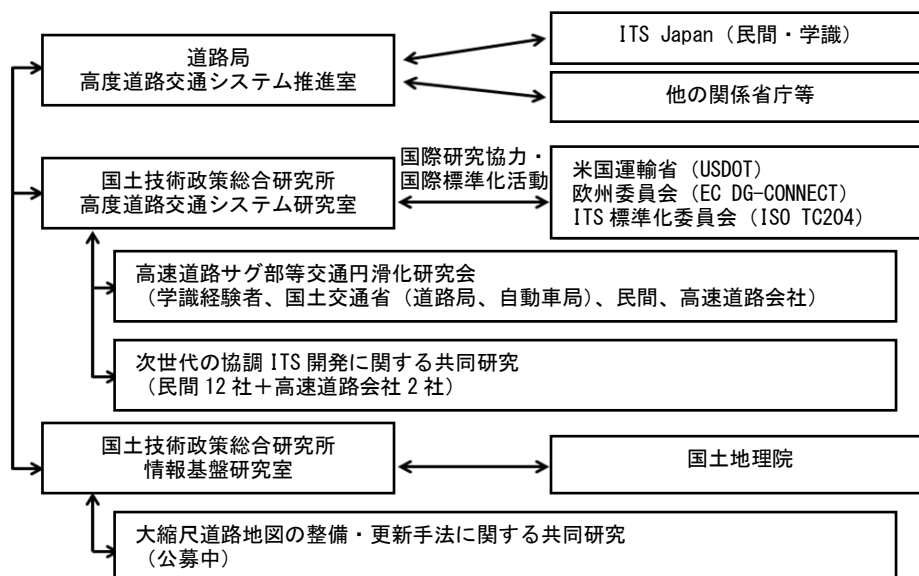 道路局
高度道路交通システム推進室
ITS Japan（民間・学識）
他の関係省庁等
国土技術政策総合研究所
高度道路交通システム研究室
国際研究協力・
国際標準化活動
米国運輸省（USDOT）
欧州委員会（EC DG-CONNECT）
ITS 標準化委員会（ISO TC204）
高速道路サグ部等交通円滑化研究会
（学識経験者、国土交通省（道路局、自動車局）、民間、高速道路会社）
次世代の協調 ITS 開発に関する共同研究
（民間 12 社＋高速道路会社 2 社）
国土技術政策総合研究所
情報基盤研究室
国土地理院
大縮尺道路地図の整備・更新手法に関する共同研究
（公募中）